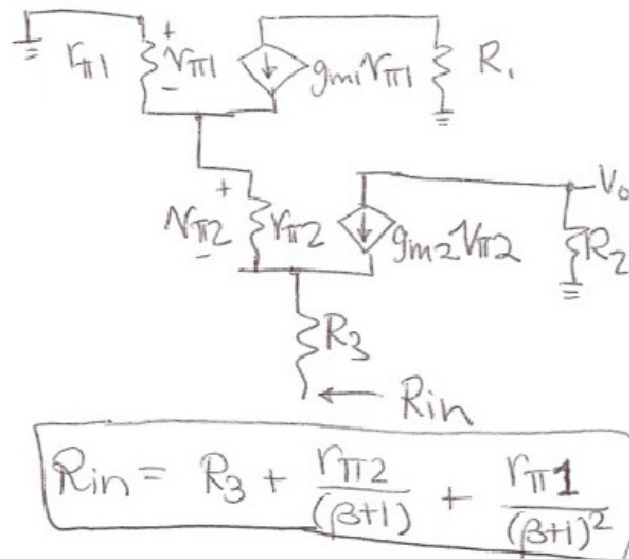 +
rπ1 vπ1 gm1vπ1 R1
-
+ Vo
vπ2 rπ2 gm2vπ2 R2
-
R3
Rin
Rin = R3 + rπ2/(β+1) + rπ1/(β+1)²